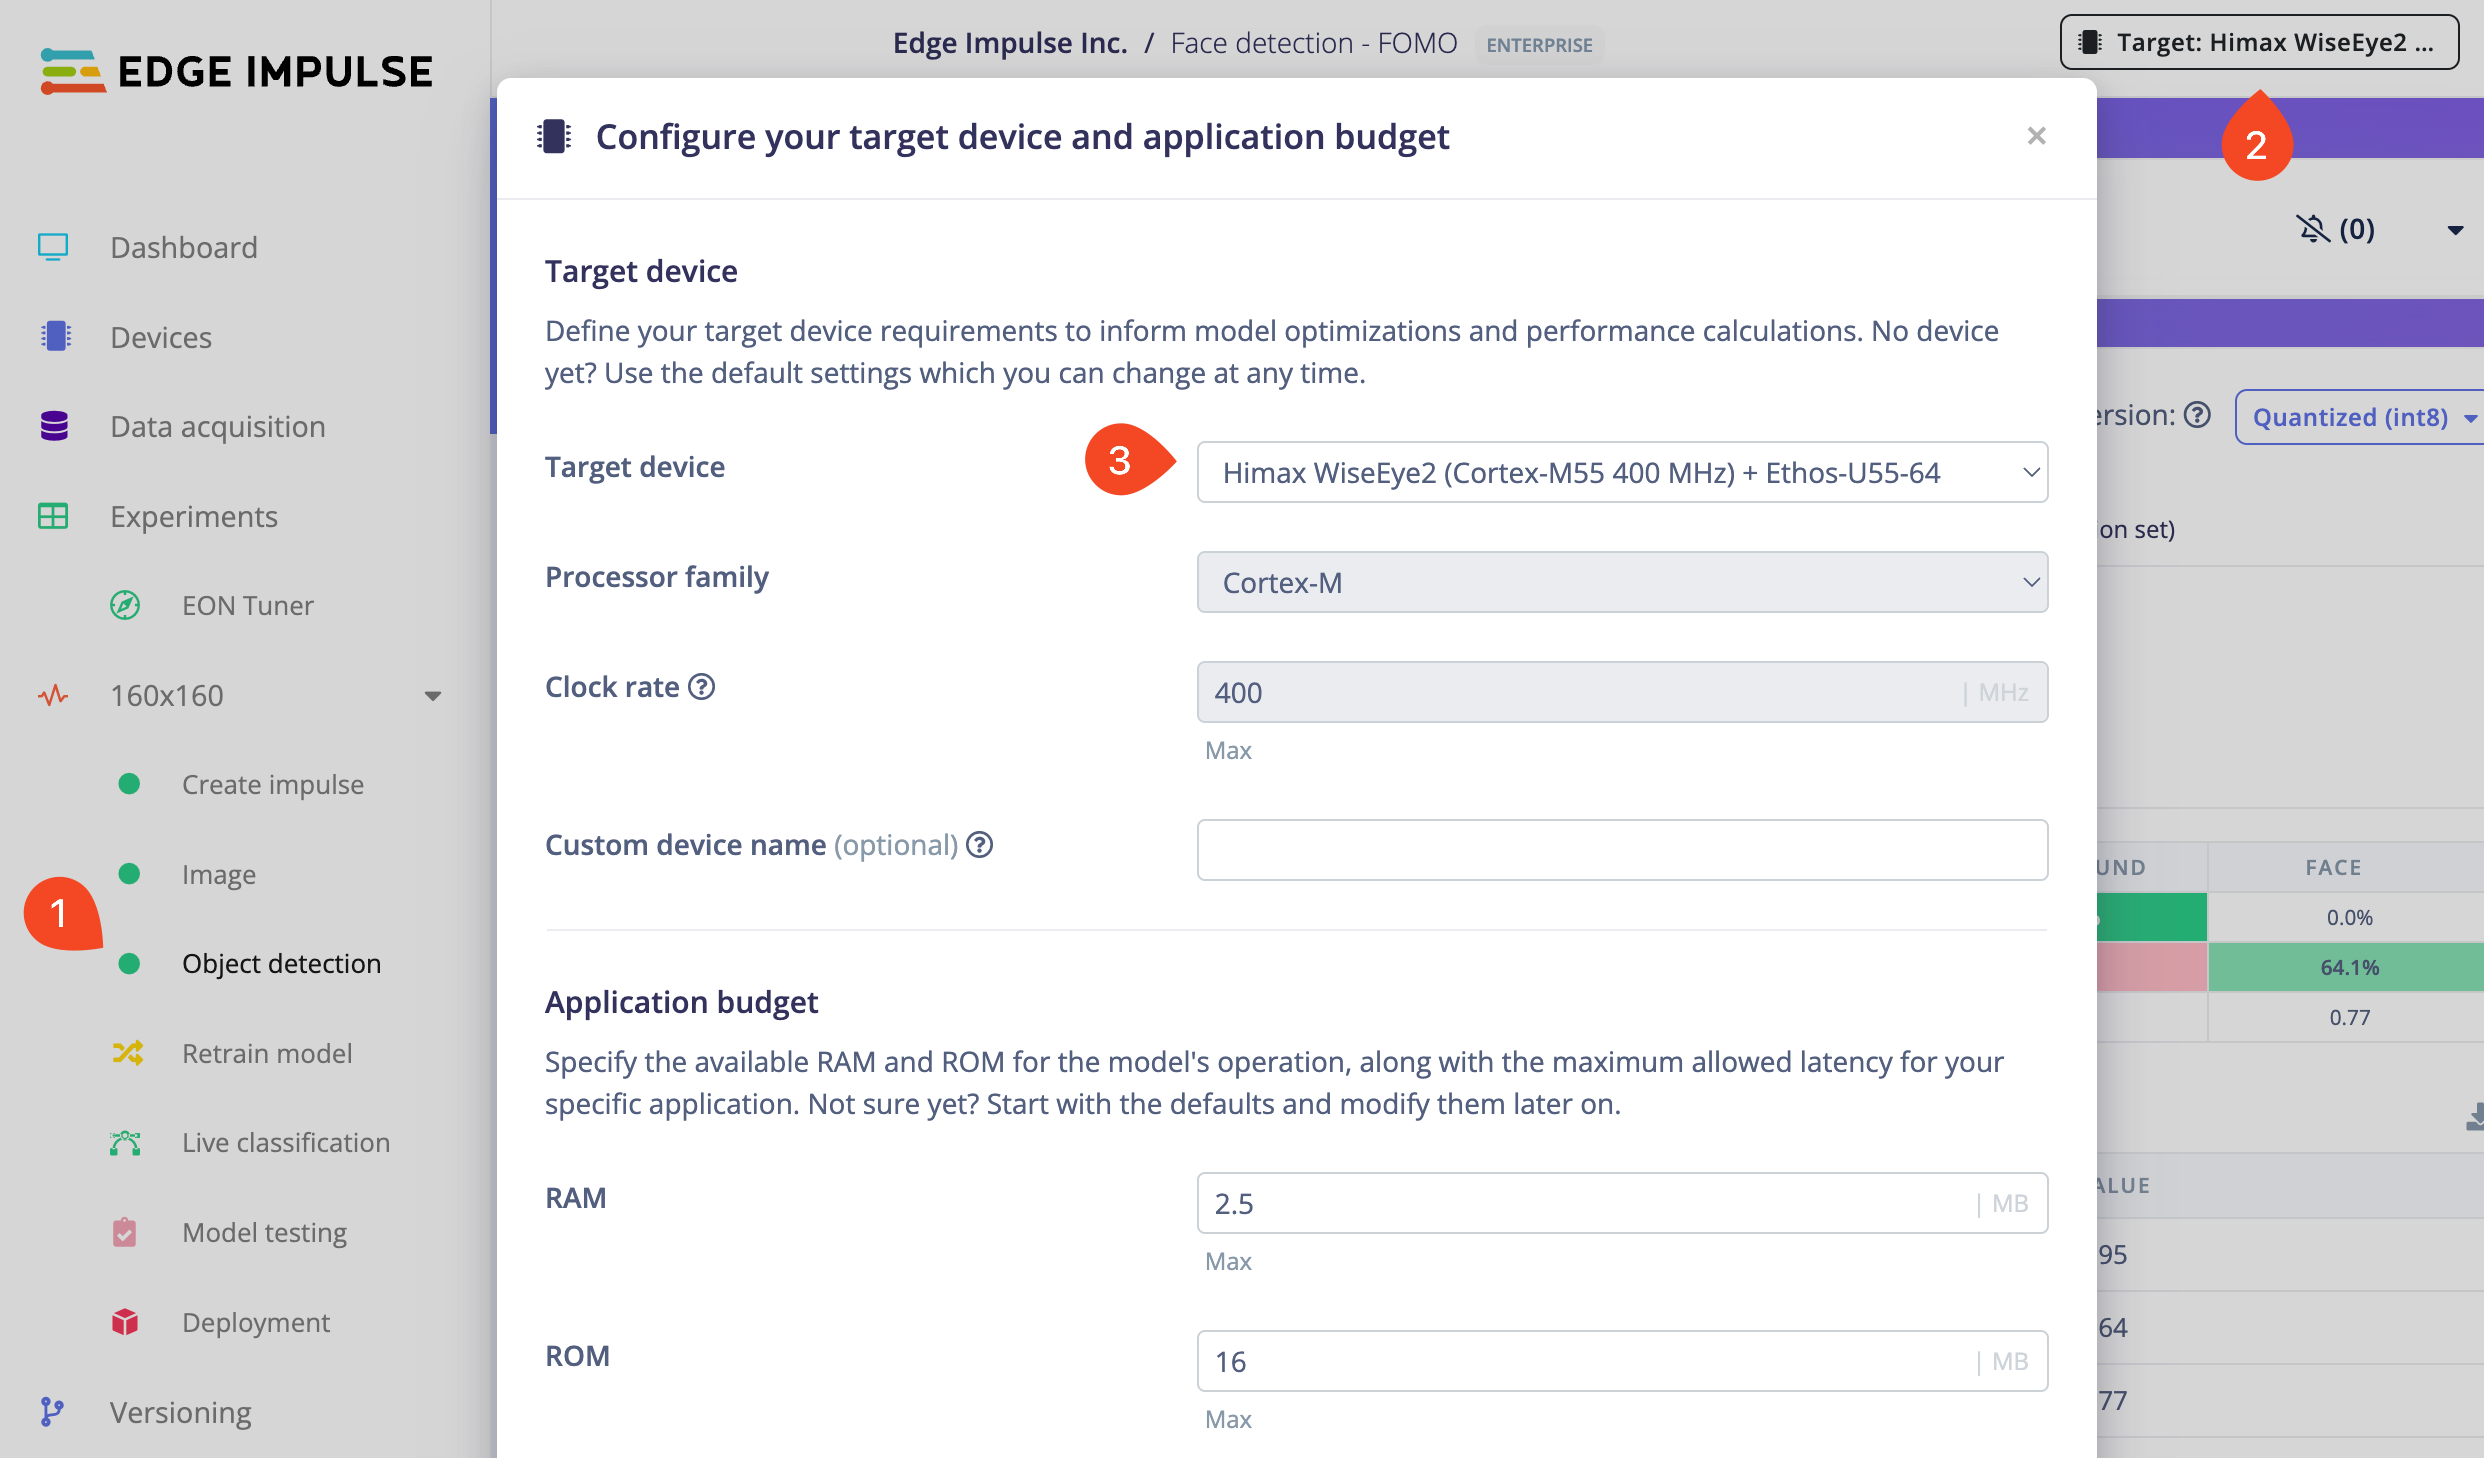 EDGE IMPULSE
Edge Impulse Inc. / Face detection - FOMO ENTERPRISE
Target: Himax WiseEye2 ...
2
Dashboard
Devices
Data acquisition
Experiments
EON Tuner
160x160
Create impulse
Image
1
Object detection
Retrain model
Live classification
Model testing
Deployment
Versioning
Configure your target device and application budget
×
Target device
Define your target device requirements to inform model optimizations and performance calculations. No device
yet? Use the default settings which you can change at any time.
Target device
3
Himax WiseEye2 (Cortex-M55 400 MHz) + Ethos-U55-64
Processor family
Cortex-M
Clock rate ?
400 | MHz
Max
Custom device name (optional) ?
Application budget
Specify the available RAM and ROM for the model's operation, along with the maximum allowed latency for your
specific application. Not sure yet? Start with the defaults and modify them later on.
RAM
2.5 | MB
Max
ROM
16 | MB
Max
(0)
ersion: ? Quantized (int8)
on set)
UND FACE
0.0%
64.1%
0.77
ALUE
95
64
77